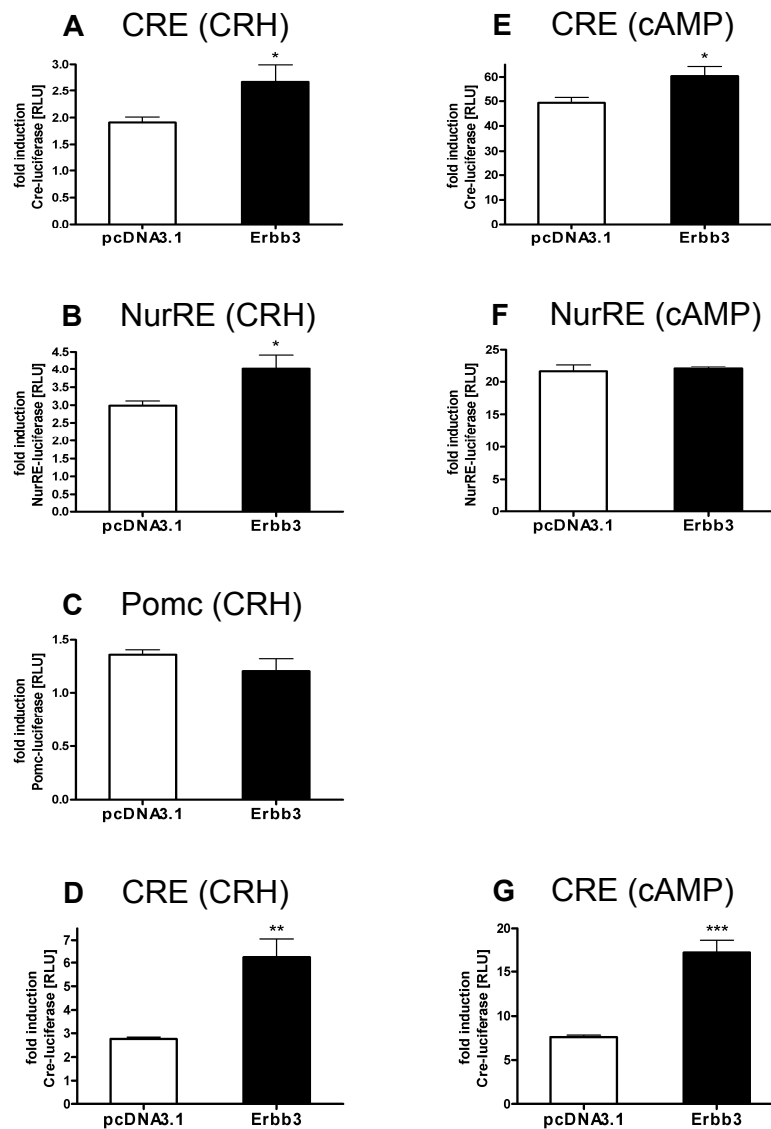 A CRE (CRH)
*
3.0
2.5
2.0
1.5
1.0
0.5
0.0
fold induction
Cre-luciferase [RLU]
pcDNA3.1 Erbb3
E CRE (cAMP)
*
60
50
40
30
20
10
0
fold induction
Cre-luciferase [RLU]
pcDNA3.1 Erbb3
B NurRE (CRH)
*
4.5
4.0
3.5
3.0
2.5
2.0
1.5
1.0
0.5
0.0
fold induction
NurRE-luciferase [RLU]
pcDNA3.1 Erbb3
F NurRE (cAMP)
25
20
15
10
5
0
fold induction
NurRE-luciferase [RLU]
pcDNA3.1 Erbb3
C Pomc (CRH)
1.5
1.0
0.5
0.0
fold induction
Pomc-luciferase [RLU]
pcDNA3.1 Erbb3
D CRE (CRH)
**
7
6
5
4
3
2
1
0
fold induction
Cre-luciferase [RLU]
pcDNA3.1 Erbb3
G CRE (cAMP)
***
20
15
10
5
0
fold induction
Cre-luciferase [RLU]
pcDNA3.1 Erbb3